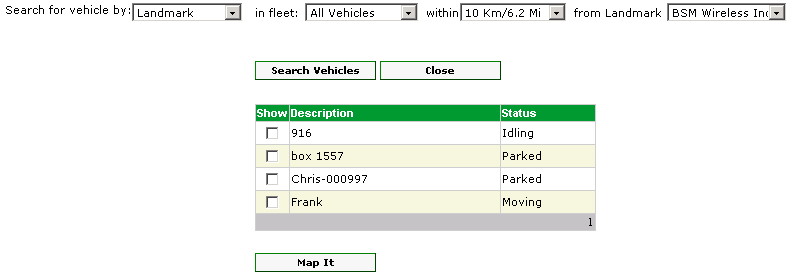 Search for vehicle by: Landmark in fleet: All Vehicles within 10 Km/6.2 Mi from Landmark BSM Wireless Inc
Search Vehicles Close
Show Description Status
916 Idling
box 1557 Parked
Chris-000997 Parked
Frank Moving
1
Map It